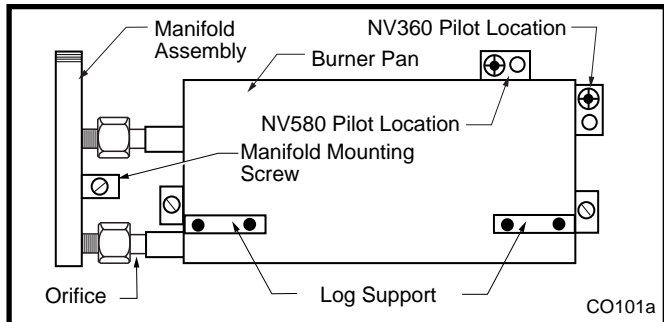 Manifold
Assembly
Burner Pan
NV360 Pilot Location
NV580 Pilot Location
Manifold Mounting
Screw
Orifice
Log Support
CO101a